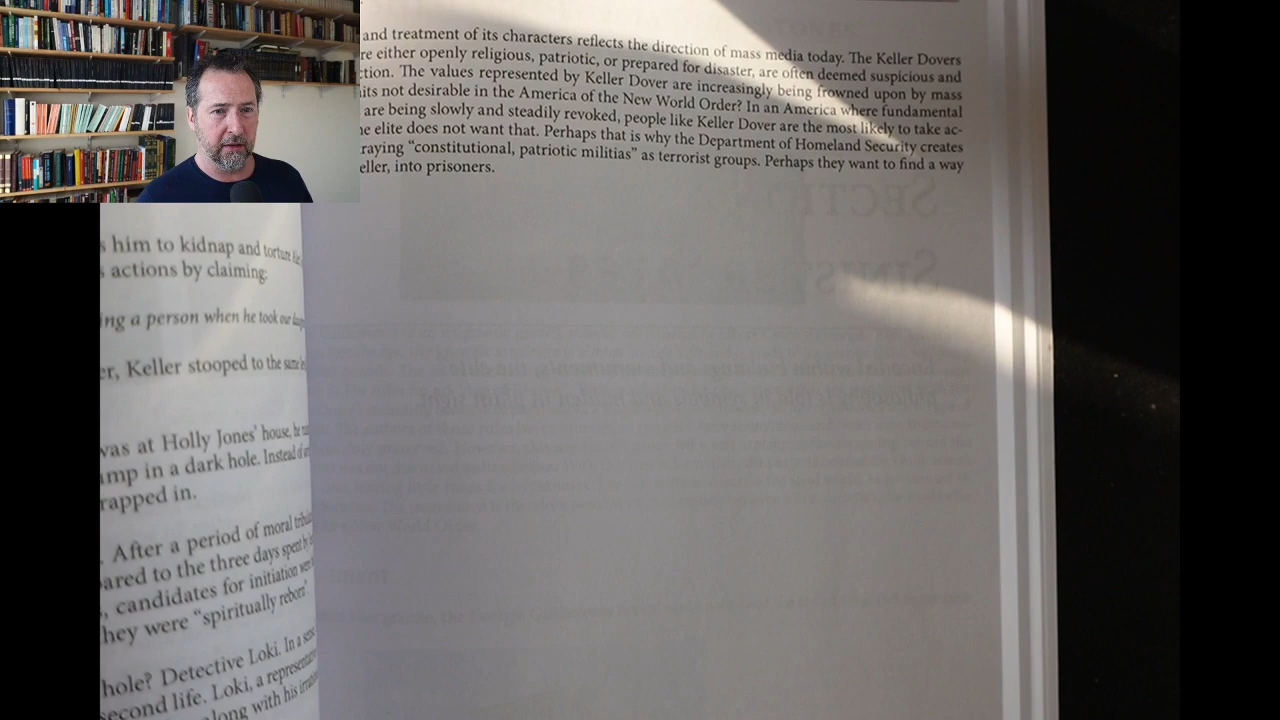 and treatment of its characters reflects the direction of mass media today. The Keller Dovers
re either openly religious, patriotic, or prepared for disaster, are often deemed suspicious and
ction. The values represented by Keller Dover are increasingly being frowned upon by mass
its not desirable in the America of the New World Order? In an America where fundamental
are being slowly and steadily revoked, people like Keller Dover are the most likely to take ac-
e elite does not want that. Perhaps that is why the Department of Homeland Security creates
raying “constitutional, patriotic militias” as terrorist groups. Perhaps they want to find a way
eller, into prisoners.
s him to kidnap and torture
s actions by claiming:
ing a person when he took our
er, Keller stooped to the same
was at Holly Jones’ house, he
amp in a dark hole. Instead of
rapped in.
After a period of moral
ared to the three days spent by
, candidates for initiation were
hey were “spiritually reborn”.
hole? Detective Loki. In a sense
second life. Loki, a representative
along with his